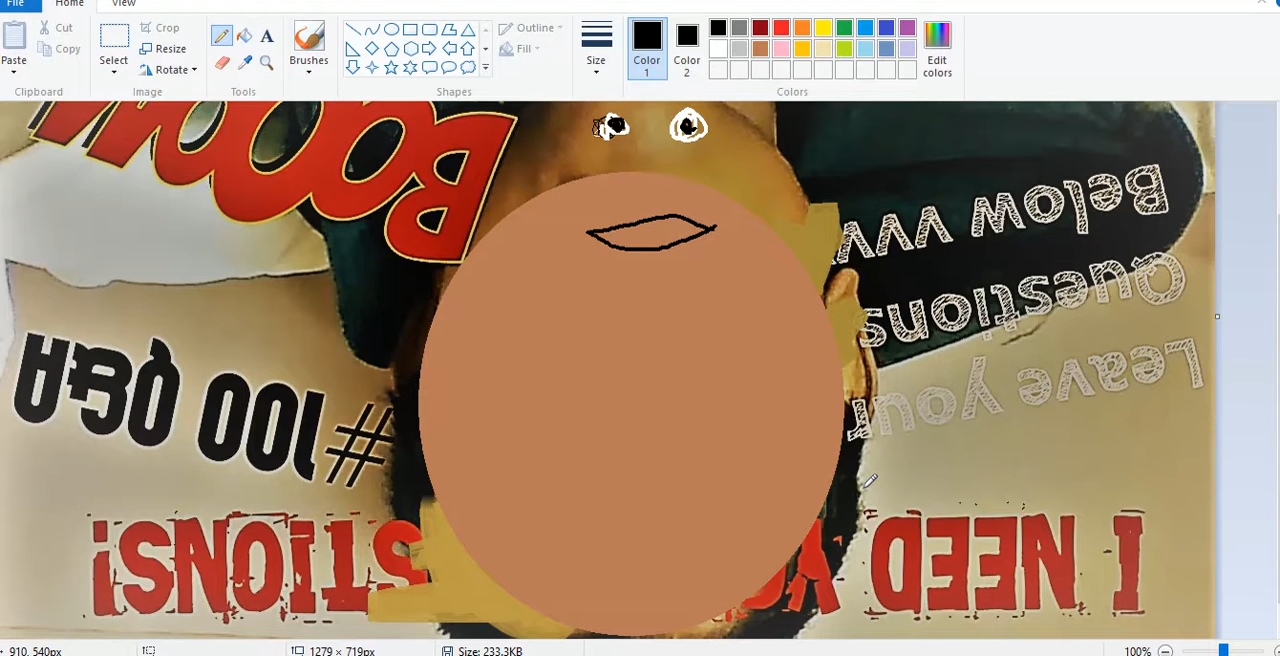 File
Home
View
Paste
Cut
Copy
Clipboard
Select
Crop
Resize
Rotate
Image
Tools
Brushes
Shapes
Outline
Fill
Size
Color 1
Color 2
Edit colors
Colors
I NEED
STIONS!
#100 Q&A
Leave your
Questions
Below vvv
BOOOM
910, 540px
1279 × 719px
Size: 233.3KB
100%